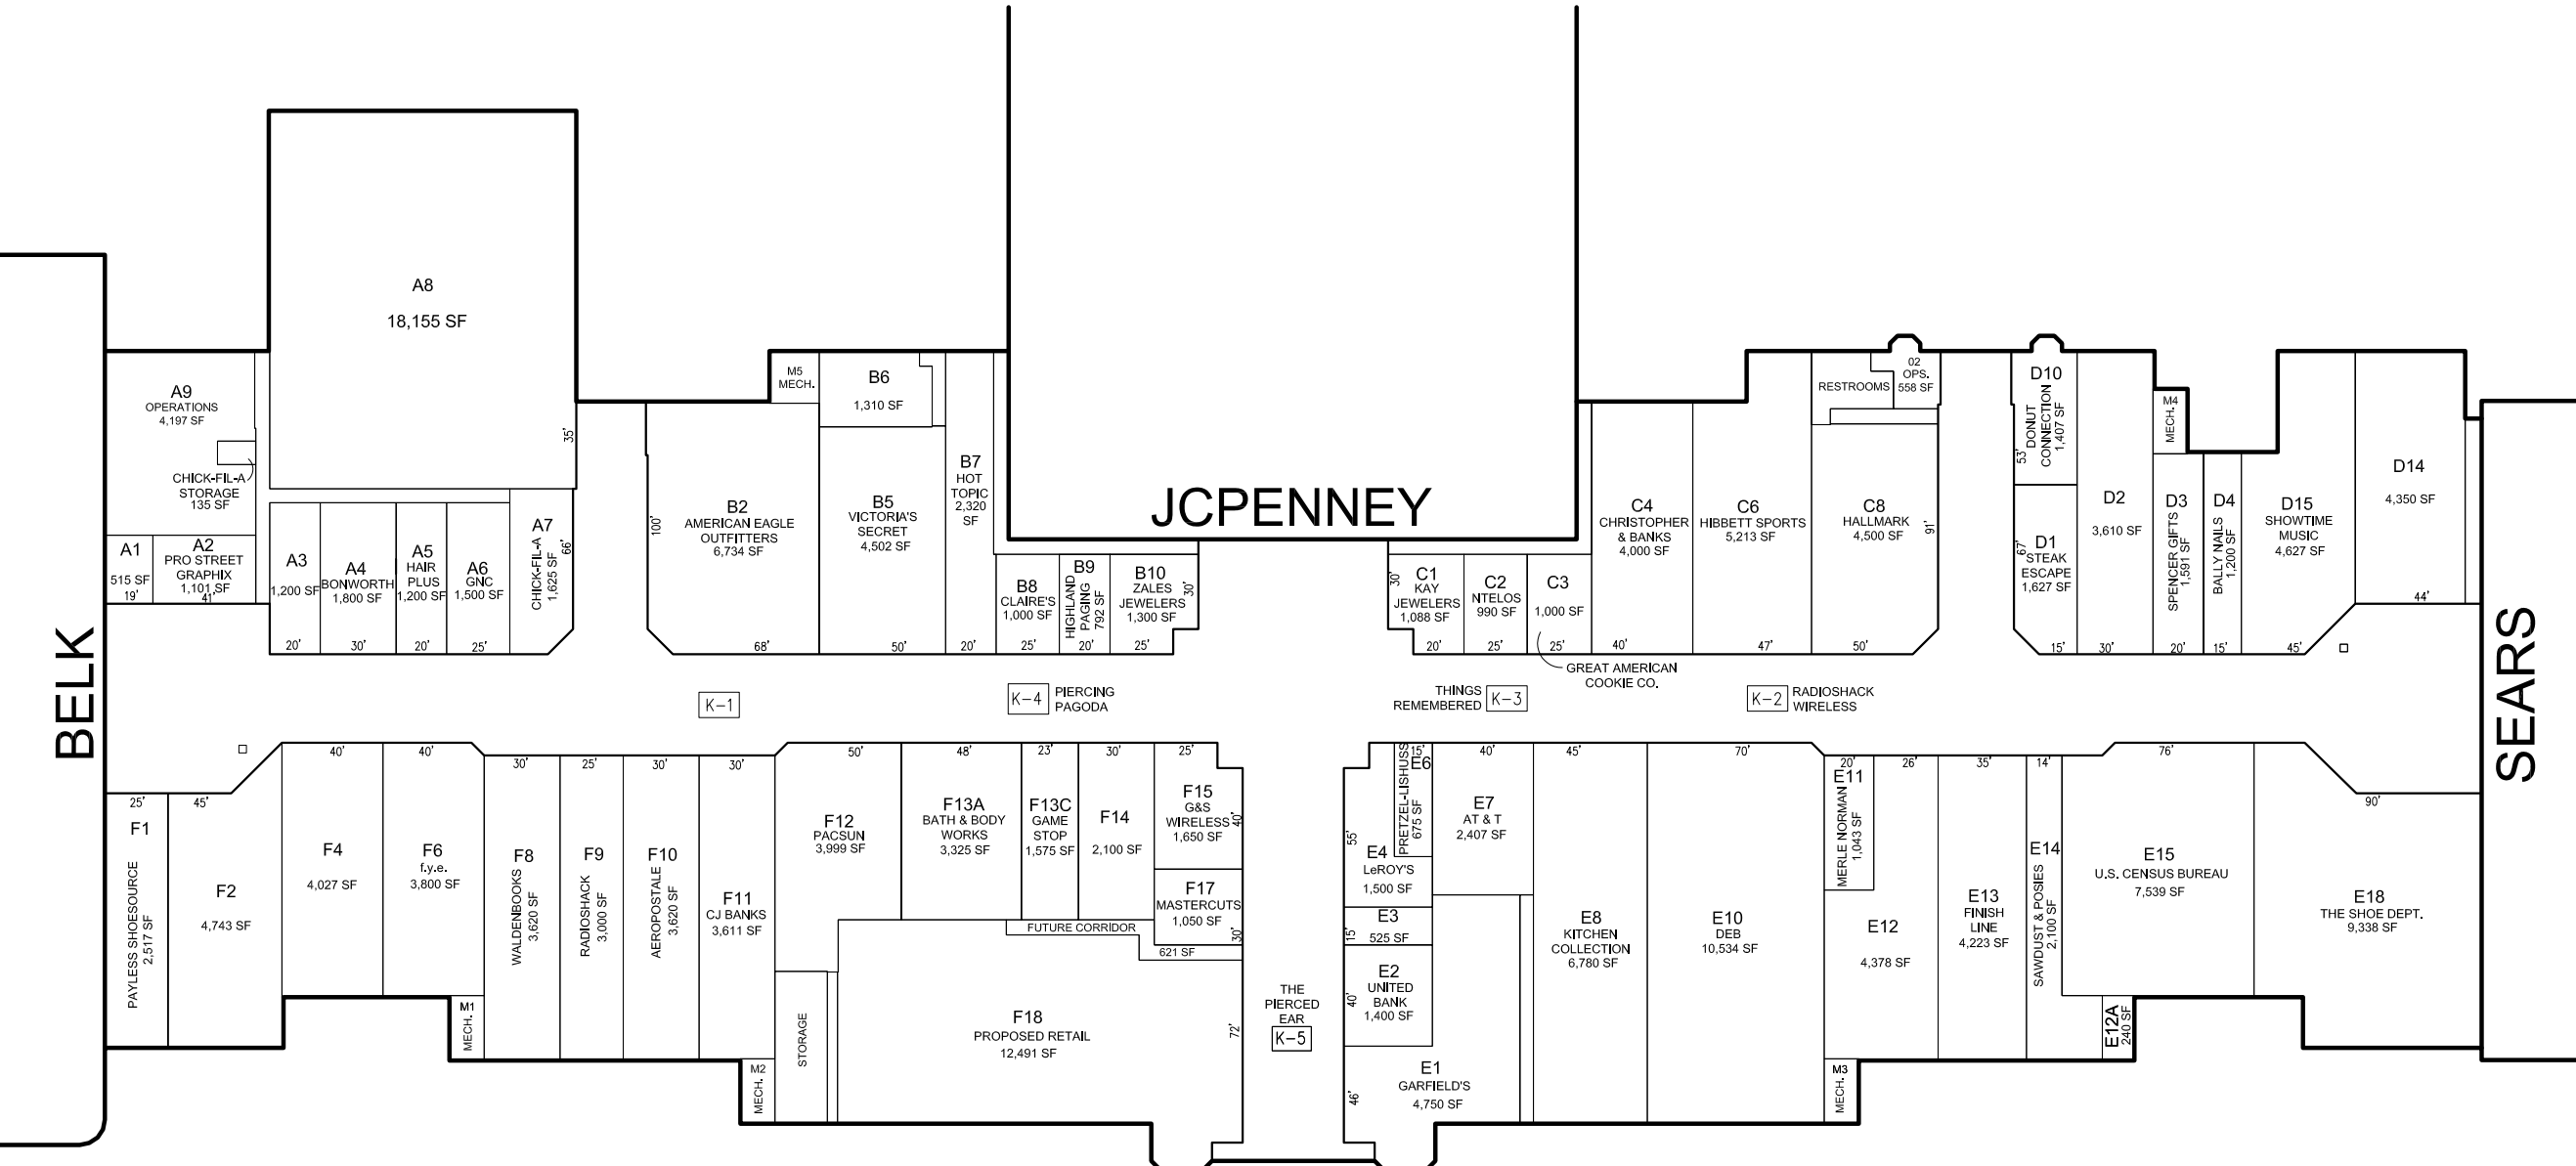 BELK
JCPENNEY
SEARS
A8
18,155 SF
35'
A9
OPERATIONS
4,197 SF
CHICK-FIL-A
STORAGE
135 SF
A1
515 SF
19'
A2
PRO STREET
GRAPHIX
1,101 SF
41'
A3
1,200 SF
20'
A4
BONWORTH
1,800 SF
30'
A5
HAIR
PLUS
1,200 SF
20'
A6
GNC
1,500 SF
25'
A7
CHICK-FIL-A
1,625 SF
66'
100'
B2
AMERICAN EAGLE
OUTFITTERS
6,734 SF
68'
M5
MECH.
B6
1,310 SF
B5
VICTORIA'S
SECRET
4,502 SF
50'
B7
HOT
TOPIC
2,320
SF
20'
B8
CLAIRE'S
1,000 SF
25'
B9
HIGHLAND
PAGING
792 SF
20'
B10
ZALES
JEWELERS
1,300 SF
30'
25'
C1
30'
KAY
JEWELERS
1,088 SF
20'
C2
NTELOS
990 SF
25'
C3
1,000 SF
25'
GREAT AMERICAN
COOKIE CO.
C4
CHRISTOPHER
& BANKS
4,000 SF
40'
C6
HIBBETT SPORTS
5,213 SF
47'
RESTROOMS
02
OPS.
558 SF
C8
HALLMARK
4,500 SF
91'
50'
D10
DONUT
CONNECTION
1,407 SF
53'
D1
67'
STEAK
ESCAPE
1,627 SF
15'
D2
3,610 SF
30'
M4
MECH.
D3
SPENCER GIFTS
1,591 SF
20'
D4
BALLY NAILS
1,200 SF
15'
D15
SHOWTIME
MUSIC
4,627 SF
45'
D14
4,350 SF
44'
K-1
K-4
PIERCING
PAGODA
THINGS
REMEMBERED
K-3
K-2
RADIOSHACK
WIRELESS
25'
F1
PAYLESS SHOESOURCE
2,517 SF
45'
F2
4,743 SF
40'
F4
4,027 SF
40'
F6
f.y.e.
3,800 SF
M1
MECH.
30'
F8
WALDENBOOKS
3,620 SF
25'
F9
RADIOSHACK
3,000 SF
30'
F10
AEROPOSTALE
3,620 SF
30'
F11
CJ BANKS
3,611 SF
M2
MECH.
50'
F12
PACSUN
3,999 SF
STORAGE
48'
F13A
BATH & BODY
WORKS
3,325 SF
23'
F13C
GAME
STOP
1,575 SF
30'
F14
2,100 SF
25'
F15
G&S
WIRELESS
1,650 SF
40'
F17
MASTERCUTS
1,050 SF
30'
FUTURE CORRIDOR
621 SF
F18
PROPOSED RETAIL
12,491 SF
72'
THE
PIERCED
EAR
K-5
15'
E6
PRETZEL-LISHUSS
675 SF
55'
E4
LeROY'S
1,500 SF
E3
15'
525 SF
E2
UNITED
BANK
1,400 SF
40'
E1
GARFIELD'S
4,750 SF
46'
40'
E7
AT & T
2,407 SF
45'
E8
KITCHEN
COLLECTION
6,780 SF
70'
E10
DEB
10,534 SF
20'
E11
MERLE NORMAN
1,043 SF
26'
E12
4,378 SF
M3
MECH.
35'
E13
FINISH
LINE
4,223 SF
14'
E14
SAWDUST & POSIES
2,100 SF
E12A
240 SF
76'
E15
U.S. CENSUS BUREAU
7,539 SF
90'
E18
THE SHOE DEPT.
9,338 SF